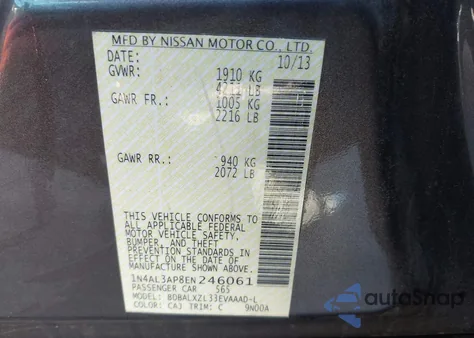 MFD BY NISSAN MOTOR CO., LTD.
DATE: 10/13
GVWR: 1910 KG
4211 LB
GAWR FR.: 1005 KG
2216 LB
GAWR RR.: 940 KG
2072 LB
THIS VEHICLE CONFORMS TO
ALL APPLICABLE FEDERAL
MOTOR VEHICLE SAFETY,
BUMPER, AND THEFT
PREVENTION STANDARDS IN
EFFECT ON THE DATE OF
MANUFACTURE SHOWN ABOVE.
1N4AL3AP8EN246061
PASSENGER CAR 565
MODEL: BDBALXZL33EVAAAD-L
COLOR: CAJ TRIM: C 9N00A
AutoSnap